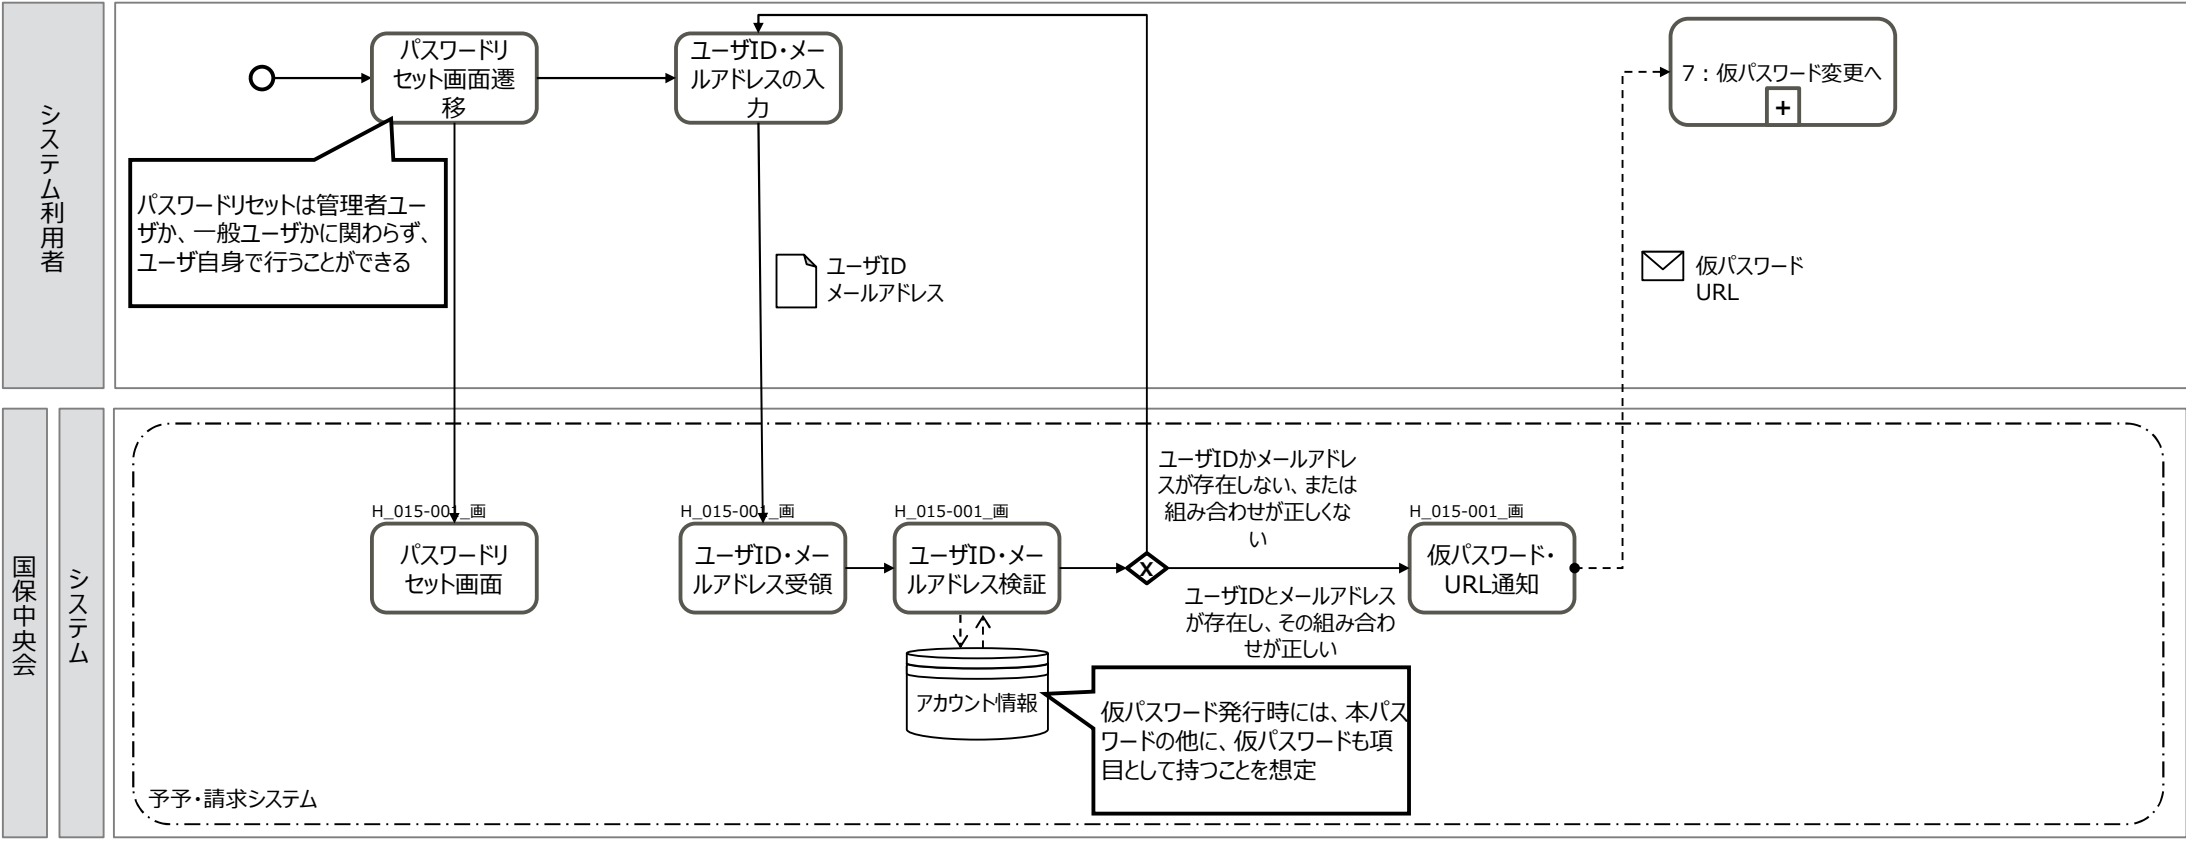 システム利用者
パスワードリ
セット画面遷
移
ユーザID・メー
ルアドレスの入
力
7：仮パスワード変更へ
+
パスワードリセットは管理者ユー
ザか、一般ユーザかに関わらず、
ユーザ自身で行うことができる
ユーザID
メールアドレス
仮パスワード
URL
国保中央会
システム
H_015-001_画
パスワードリ
セット画面
H_015-001_画
ユーザID・メー
ルアドレス受領
H_015-001_画
ユーザID・メー
ルアドレス検証
X
ユーザIDかメールアドレ
スが存在しない、または
組み合わせが正しくな
い
ユーザIDとメールアドレス
が存在し、その組み合わ
せが正しい
H_015-001_画
仮パスワード・
URL通知
アカウント情報
仮パスワード発行時には、本パス
ワードの他に、仮パスワードも項
目として持つことを想定
予予・請求システム